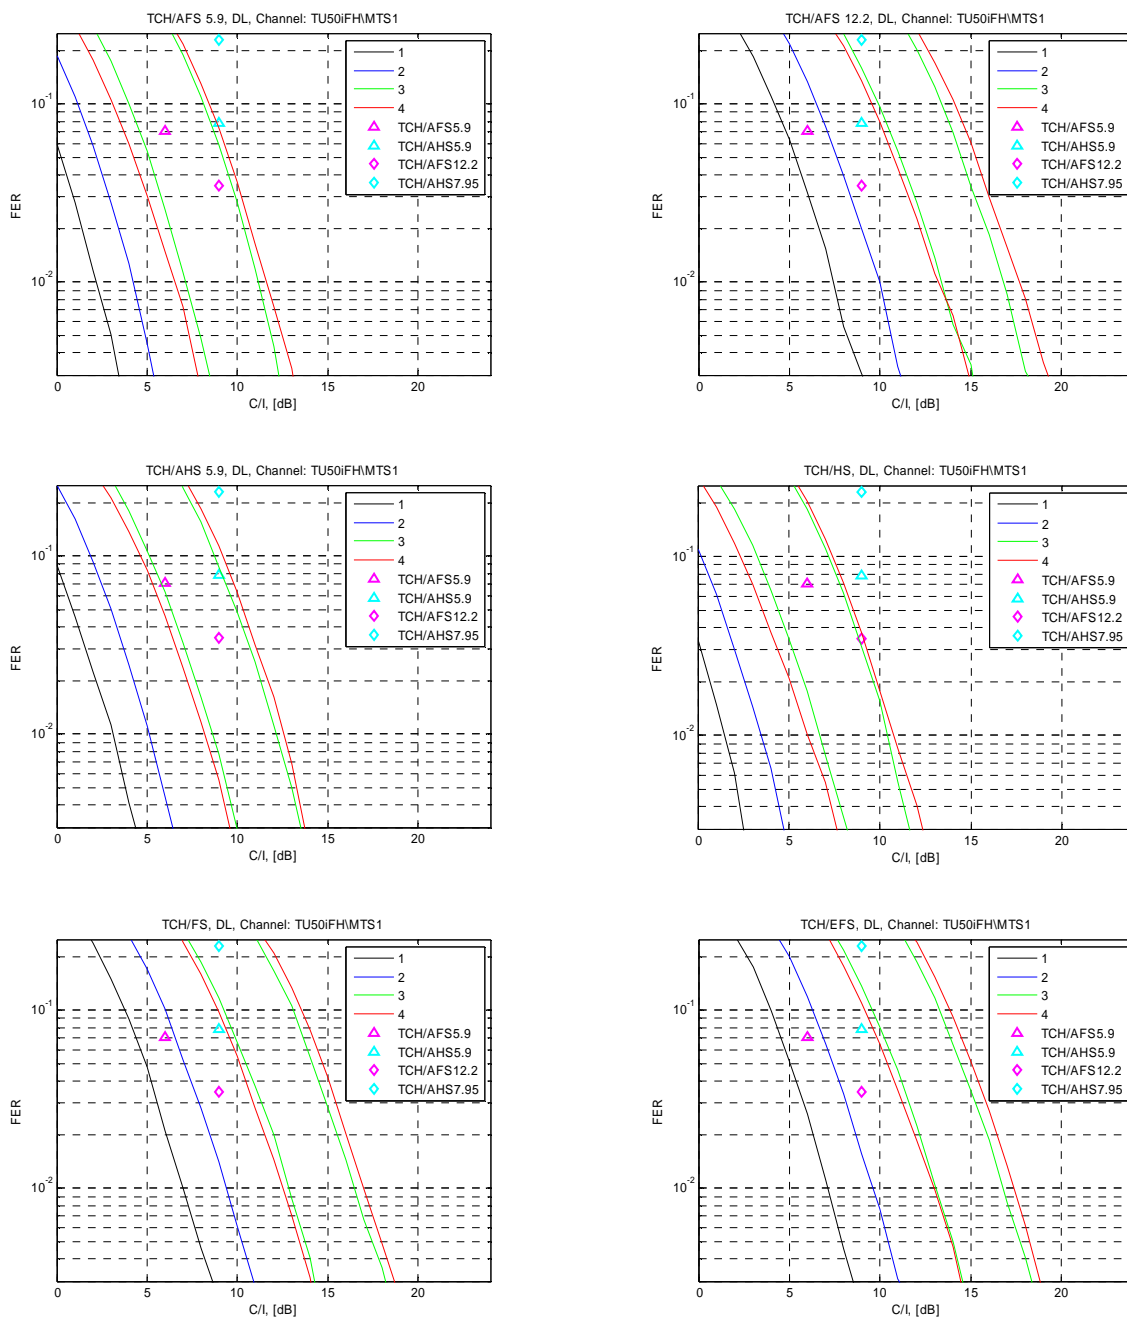 TCH/AFS 5.9, DL, Channel: TU50iFH\MTS1
FER
10^-1
10^-2
0 5 10 15 20
C/I, [dB]
1
2
3
4
TCH/AFS5.9
TCH/AHS5.9
TCH/AFS12.2
TCH/AHS7.95
TCH/AFS 12.2, DL, Channel: TU50iFH\MTS1
FER
10^-1
10^-2
0 5 10 15 20
C/I, [dB]
1
2
3
4
TCH/AFS5.9
TCH/AHS5.9
TCH/AFS12.2
TCH/AHS7.95
TCH/AHS 5.9, DL, Channel: TU50iFH\MTS1
FER
10^-1
10^-2
0 5 10 15 20
C/I, [dB]
1
2
3
4
TCH/AFS5.9
TCH/AHS5.9
TCH/AFS12.2
TCH/AHS7.95
TCH/HS, DL, Channel: TU50iFH\MTS1
FER
10^-1
10^-2
0 5 10 15 20
C/I, [dB]
1
2
3
4
TCH/AFS5.9
TCH/AHS5.9
TCH/AFS12.2
TCH/AHS7.95
TCH/FS, DL, Channel: TU50iFH\MTS1
FER
10^-1
10^-2
0 5 10 15 20
C/I, [dB]
1
2
3
4
TCH/AFS5.9
TCH/AHS5.9
TCH/AFS12.2
TCH/AHS7.95
TCH/EFS, DL, Channel: TU50iFH\MTS1
FER
10^-1
10^-2
0 5 10 15 20
C/I, [dB]
1
2
3
4
TCH/AFS5.9
TCH/AHS5.9
TCH/AFS12.2
TCH/AHS7.95